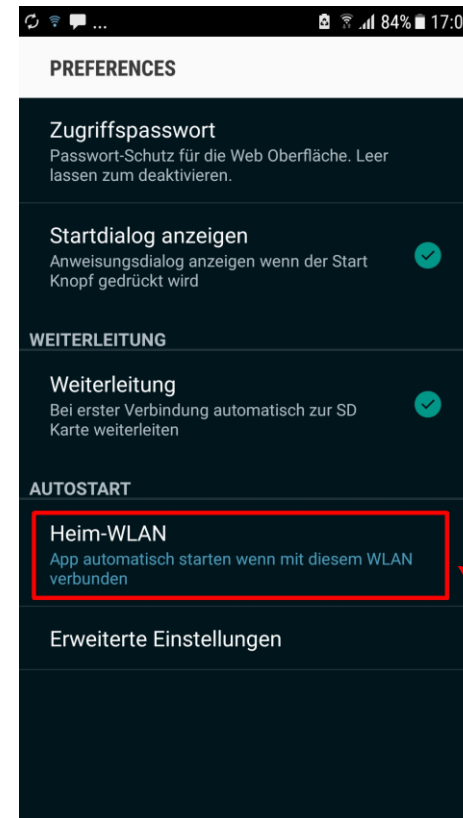 ... 84% 17:0
PREFERENCES
Zugriffspasswort
Passwort-Schutz für die Web Oberfläche. Leer
lassen zum deaktivieren.
Startdialog anzeigen
Anweisungsdialog anzeigen wenn der Start
Knopf gedrückt wird
WEITERLEITUNG
Weiterleitung
Bei erster Verbindung automatisch zur SD
Karte weiterleiten
AUTOSTART
Heim-WLAN
App automatisch starten wenn mit diesem WLAN
verbunden
Erweiterte Einstellungen